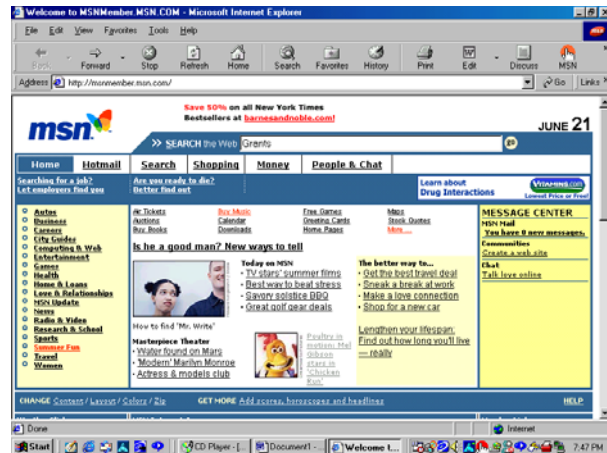 Welcome to MSNMember.MSN.COM - Microsoft Internet Explorer
File Edit View Favorites Tools Help
Back Forward Stop Refresh Home Search Favorites History Print Edit Discuss MSN
Address http://msnmember.msn.com/ Go Links
msn
Save 50% on all New York Times
Bestsellers at barnesandnoble.com!
JUNE 21
>> SEARCH the Web Grants go
Home Hotmail Search Shopping Money People & Chat
Searching for a job?
Let employers find you
Are you ready to die?
Better find out
Learn about
Drug Interactions
VITAMINS.com
Lowest Price or Free!
Autos
Business
Careers
City Guides
Computing & Web
Entertainment
Games
Health
Home & Loans
Love & Relationships
MSN Update
News
Radio & Video
Research & School
Sports
Summer Fun
Travel
Women
Air Tickets Buy Music Free Games Maps
Auctions Calendar Greeting Cards Stock Quotes
Buy Books Downloads Home Pages More ...
Is he a good man? New ways to tell
How to find 'Mr. Write'
Masterpiece Theater
· Water found on Mars
· 'Modern' Marilyn Monroe
· Actress & models club
Today on MSN
· TV stars' summer films
· Best way to beat stress
· Savory solstice BBQ
· Great golf gear deals
Poultry in
motion: Mel
Gibson
stars in
'Chicken
Run'
The better way to...
· Get the best travel deal
· Sneak a break at work
· Make a love connection
· Shop for a new car
Lengthen your lifespan:
Find out how long you'll live
— really
MESSAGE CENTER
MSN Mail
You have 0 new messages.
Communities
Create a web site
Chat
Talk love online
CHANGE Content / Layout / Colors / Zip GET MORE Add scores, horoscopes and headlines HELP
Done Internet
Start CD Player - [... Document1 - ... Welcome t... 7:47 PM